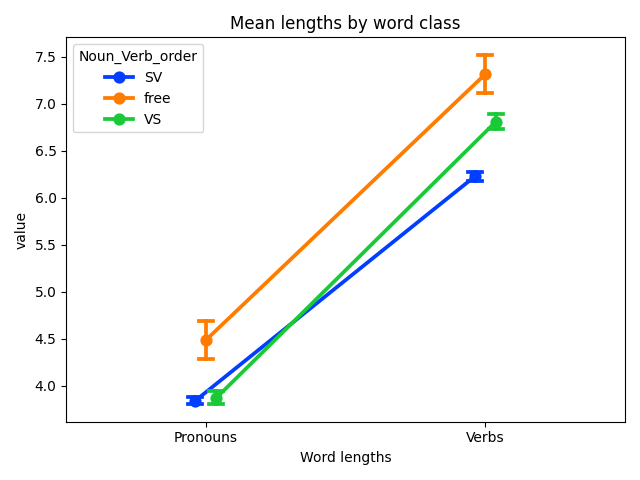 Mean lengths by word class
Noun_Verb_order
SV
free
VS
value
7.5
7.0
6.5
6.0
5.5
5.0
4.5
4.0
Pronouns
Verbs
Word lengths